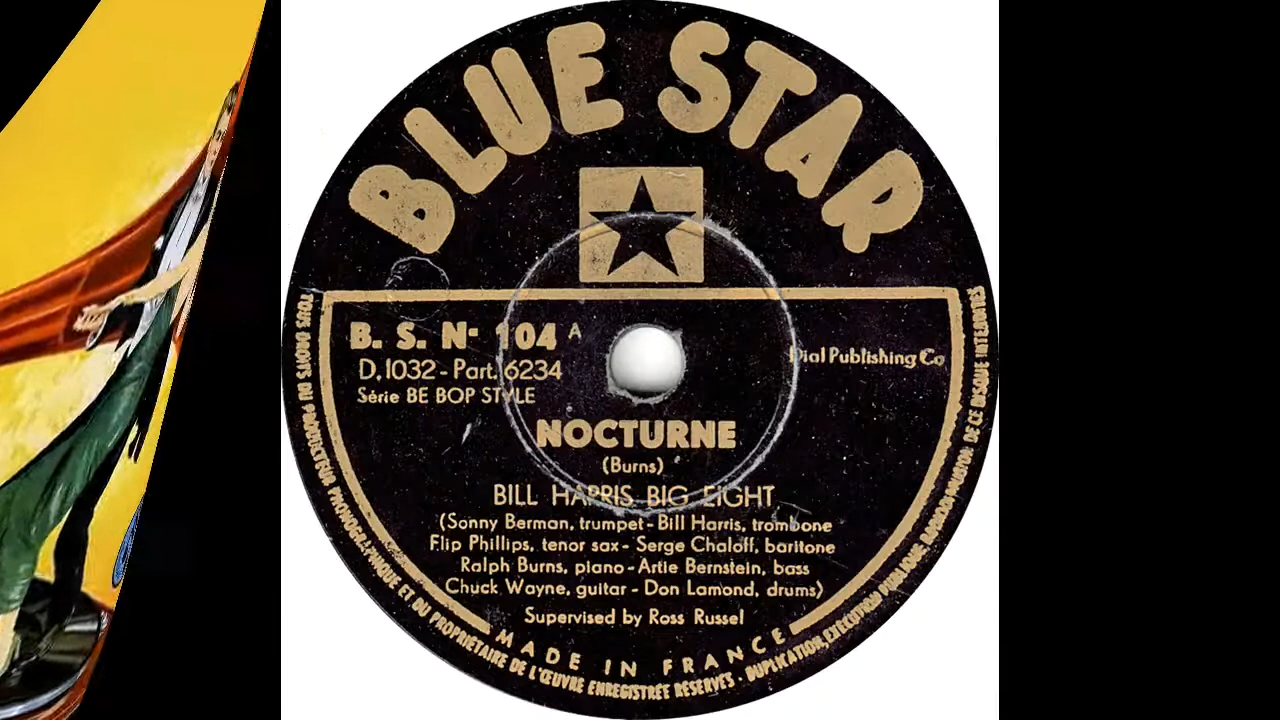 BLUE STAR
B. S. Nº 104 A
D. 1032 - Part. 6234
Dial Publishing Co
Série BE BOP STYLE
NOCTURNE
(Burns)
BILL HARRIS BIG EIGHT
(Sonny Berman, trumpet - Bill Harris, trombone
Flip Phillips, tenor sax - Serge Chaloff, baritone
Ralph Burns, piano - Artie Bernstein, bass
Chuck Wayne, guitar - Don Lamond, drums)
Supervised by Ross Russel
MADE IN FRANCE
TOUS DROITS DU PRODUCTEUR PHONOGRAPHIQUE ET DU PROPRIÉTAIRE DE L'ŒUVRE ENREGISTRÉE RÉSERVÉS · DUPLICATION, EXÉCUTION PUBLIQUE, RADIO-DIFFUSION DE CE DISQUE INTERDITES